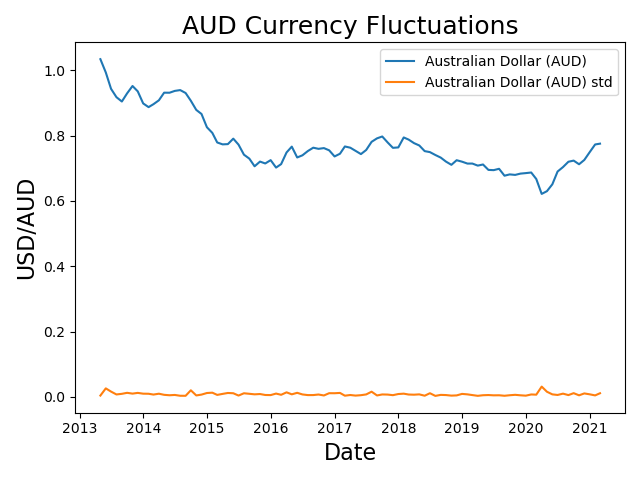 AUD Currency Fluctuations
Australian Dollar (AUD)
Australian Dollar (AUD) std
USD/AUD
1.0
0.8
0.6
0.4
0.2
0.0
2013 2014 2015 2016 2017 2018 2019 2020 2021
Date